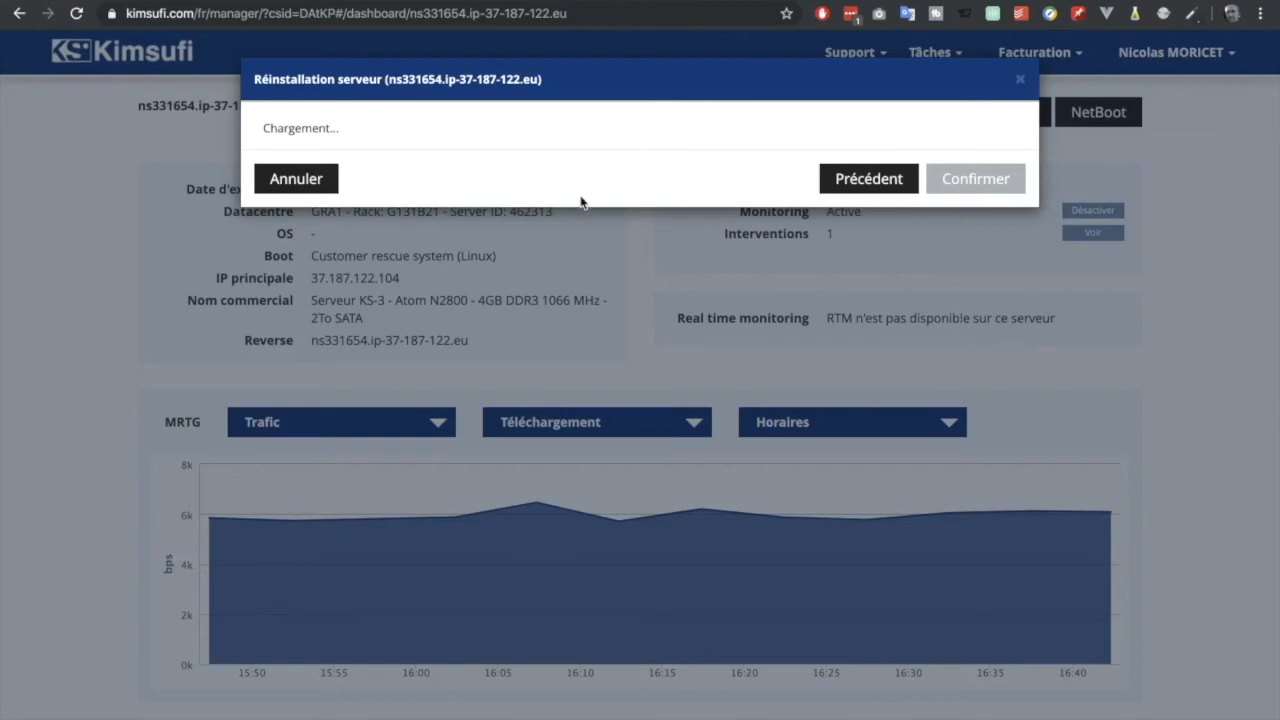 kimsufi.com/fr/manager/?csid=DAtKP#/dashboard/ns331654.ip-37-187-122.eu
1
Kimsufi
Support
Tâches
Facturation
Nicolas MORICET
Réinstallation serveur (ns331654.ip-37-187-122.eu)
×
ns331654.ip-37-1
NetBoot
Chargement...
Annuler
Précédent
Confirmer
Date d'e
Datacentre GRA1 - Rack: G131B21 - Server ID: 462313
OS -
Boot Customer rescue system (Linux)
IP principale 37.187.122.104
Nom commercial Serveur KS-3 - Atom N2800 - 4GB DDR3 1066 MHz -
2To SATA
Reverse ns331654.ip-37-187-122.eu
Monitoring Active
Désactiver
Interventions 1
Voir
Real time monitoring RTM n'est pas disponible sur ce serveur
MRTG
Trafic
Téléchargement
Horaires
8k
6k
4k
2k
0k
bps
15:50 15:55 16:00 16:05 16:10 16:15 16:20 16:25 16:30 16:35 16:40